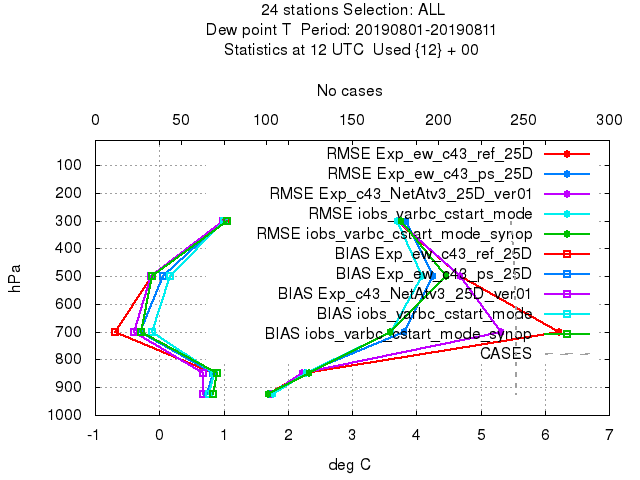 24 stations Selection: ALL
Dew point T  Period: 20190801-20190811
Statistics at 12 UTC  Used {12} + 00
No cases
0 50 100 150 200 250 300
RMSE Exp_ew_c43_ref_25D
RMSE Exp_ew_c43_ps_25D
RMSE Exp_c43_NetAtv3_25D_ver01
RMSE iobs_varbc_cstart_mode
RMSE iobs_varbc_cstart_mode_synop
BIAS Exp_ew_c43_ref_25D
BIAS Exp_ew_c43_ps_25D
BIAS Exp_c43_NetAtv3_25D_ver01
BIAS iobs_varbc_cstart_mode
BIAS iobs_varbc_cstart_mode_synop
CASES
hPa
100
200
300
400
500
600
700
800
900
1000
-1 0 1 2 3 4 5 6 7
deg C